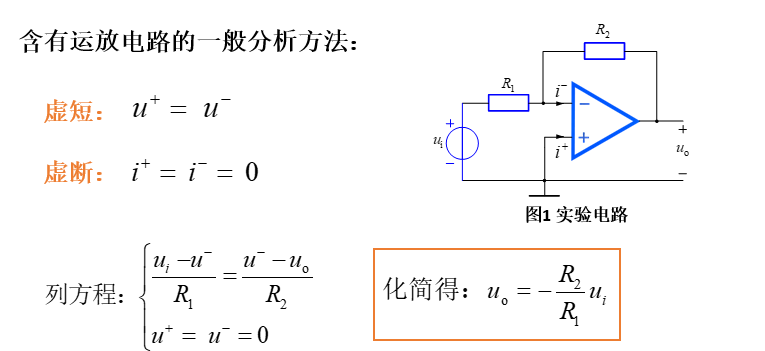 含有运放电路的一般分析方法：
虚短： u⁺ = u⁻
虚断： i⁺ = i⁻ = 0
R₂
R₁
i⁻
−
+
uᵢ
−
+
i⁺
+
uₒ
−
图1 实验电路
列方程：{ (uᵢ − u⁻)/R₁ = (u⁻ − uₒ)/R₂
u⁺ = u⁻ = 0
化简得：uₒ = − (R₂/R₁) uᵢ